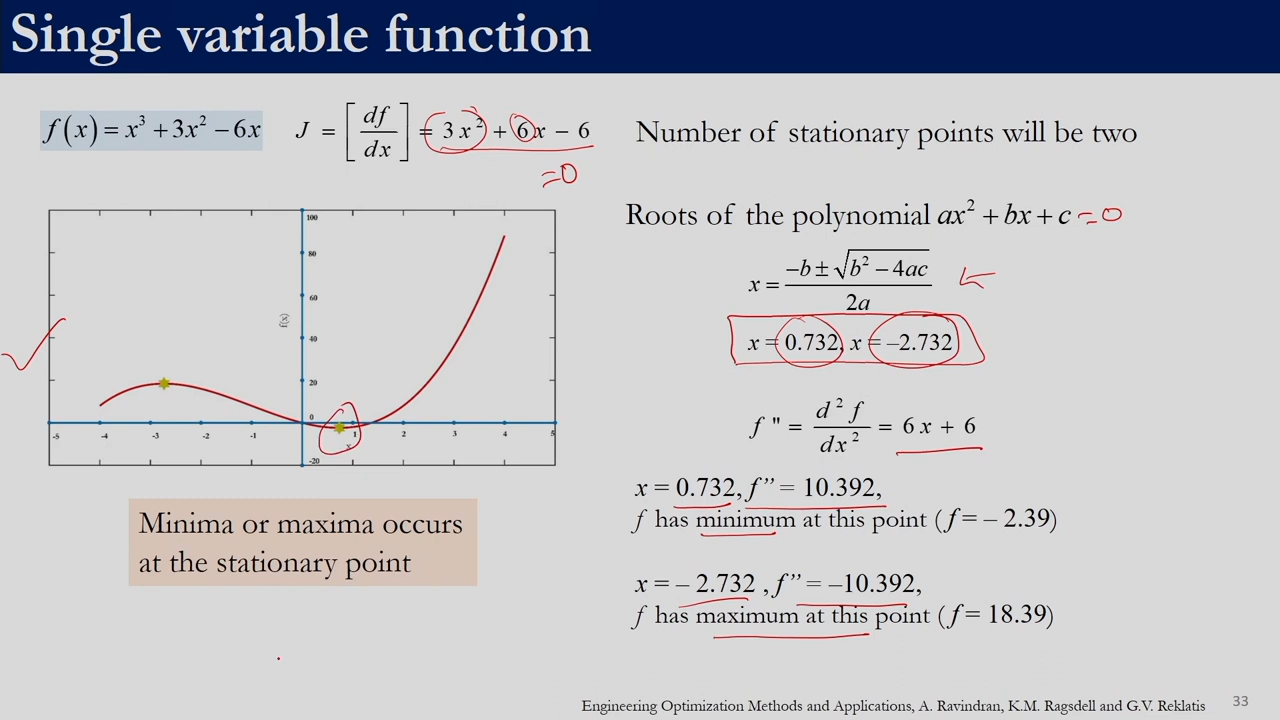 Single variable function
f(x) = x³ + 3x² − 6x
J = [df/dx] = 3x² + 6x − 6
=0
Number of stationary points will be two
Roots of the polynomial ax² + bx + c =0
x = (−b ± √(b² − 4ac)) / 2a
x = 0.732, x = −2.732
f " = d²f/dx² = 6x + 6
x = 0.732, f" = 10.392,
f has minimum at this point (f = – 2.39)
x = – 2.732 , f" = –10.392,
f has maximum at this point (f = 18.39)
100
80
60
f(x)
40
20
0
-5 -4 -3 -2 -1 1 2 3 4 5
x
-20
Minima or maxima occurs
at the stationary point
Engineering Optimization Methods and Applications, A. Ravindran, K.M. Ragsdell and G.V. Reklatis
33